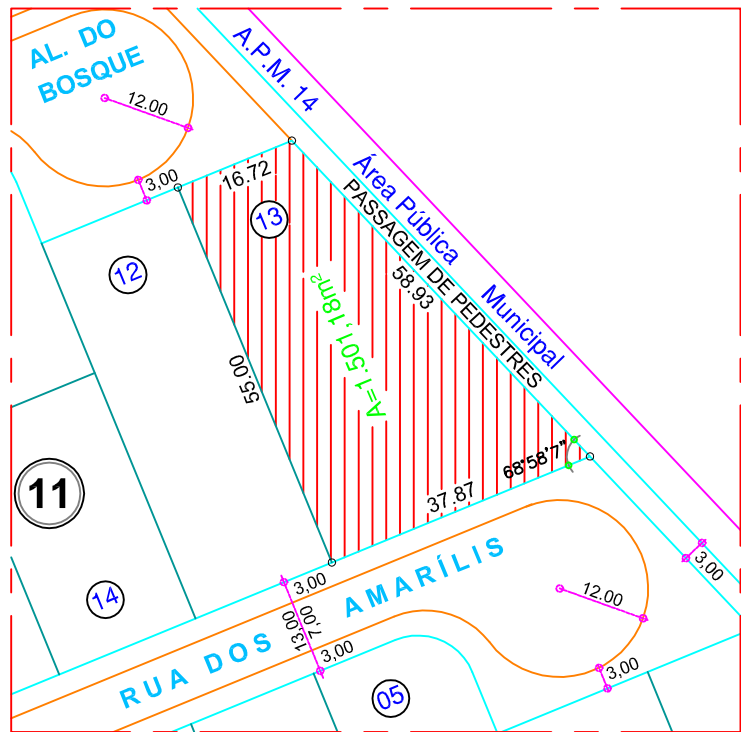 AL. DO
BOSQUE
12.00
3,00
A.P.M. 14
16.72
13
Área Pública
Municipal
PASSAGEM DE PEDESTRES
58.93
12
A=1.501,18m²
55.00
68°58'7"
37.87
11
14
3,00
7,00
13.00
3,00
RUA DOS AMARÍLIS
12.00
3,00
3,00
05